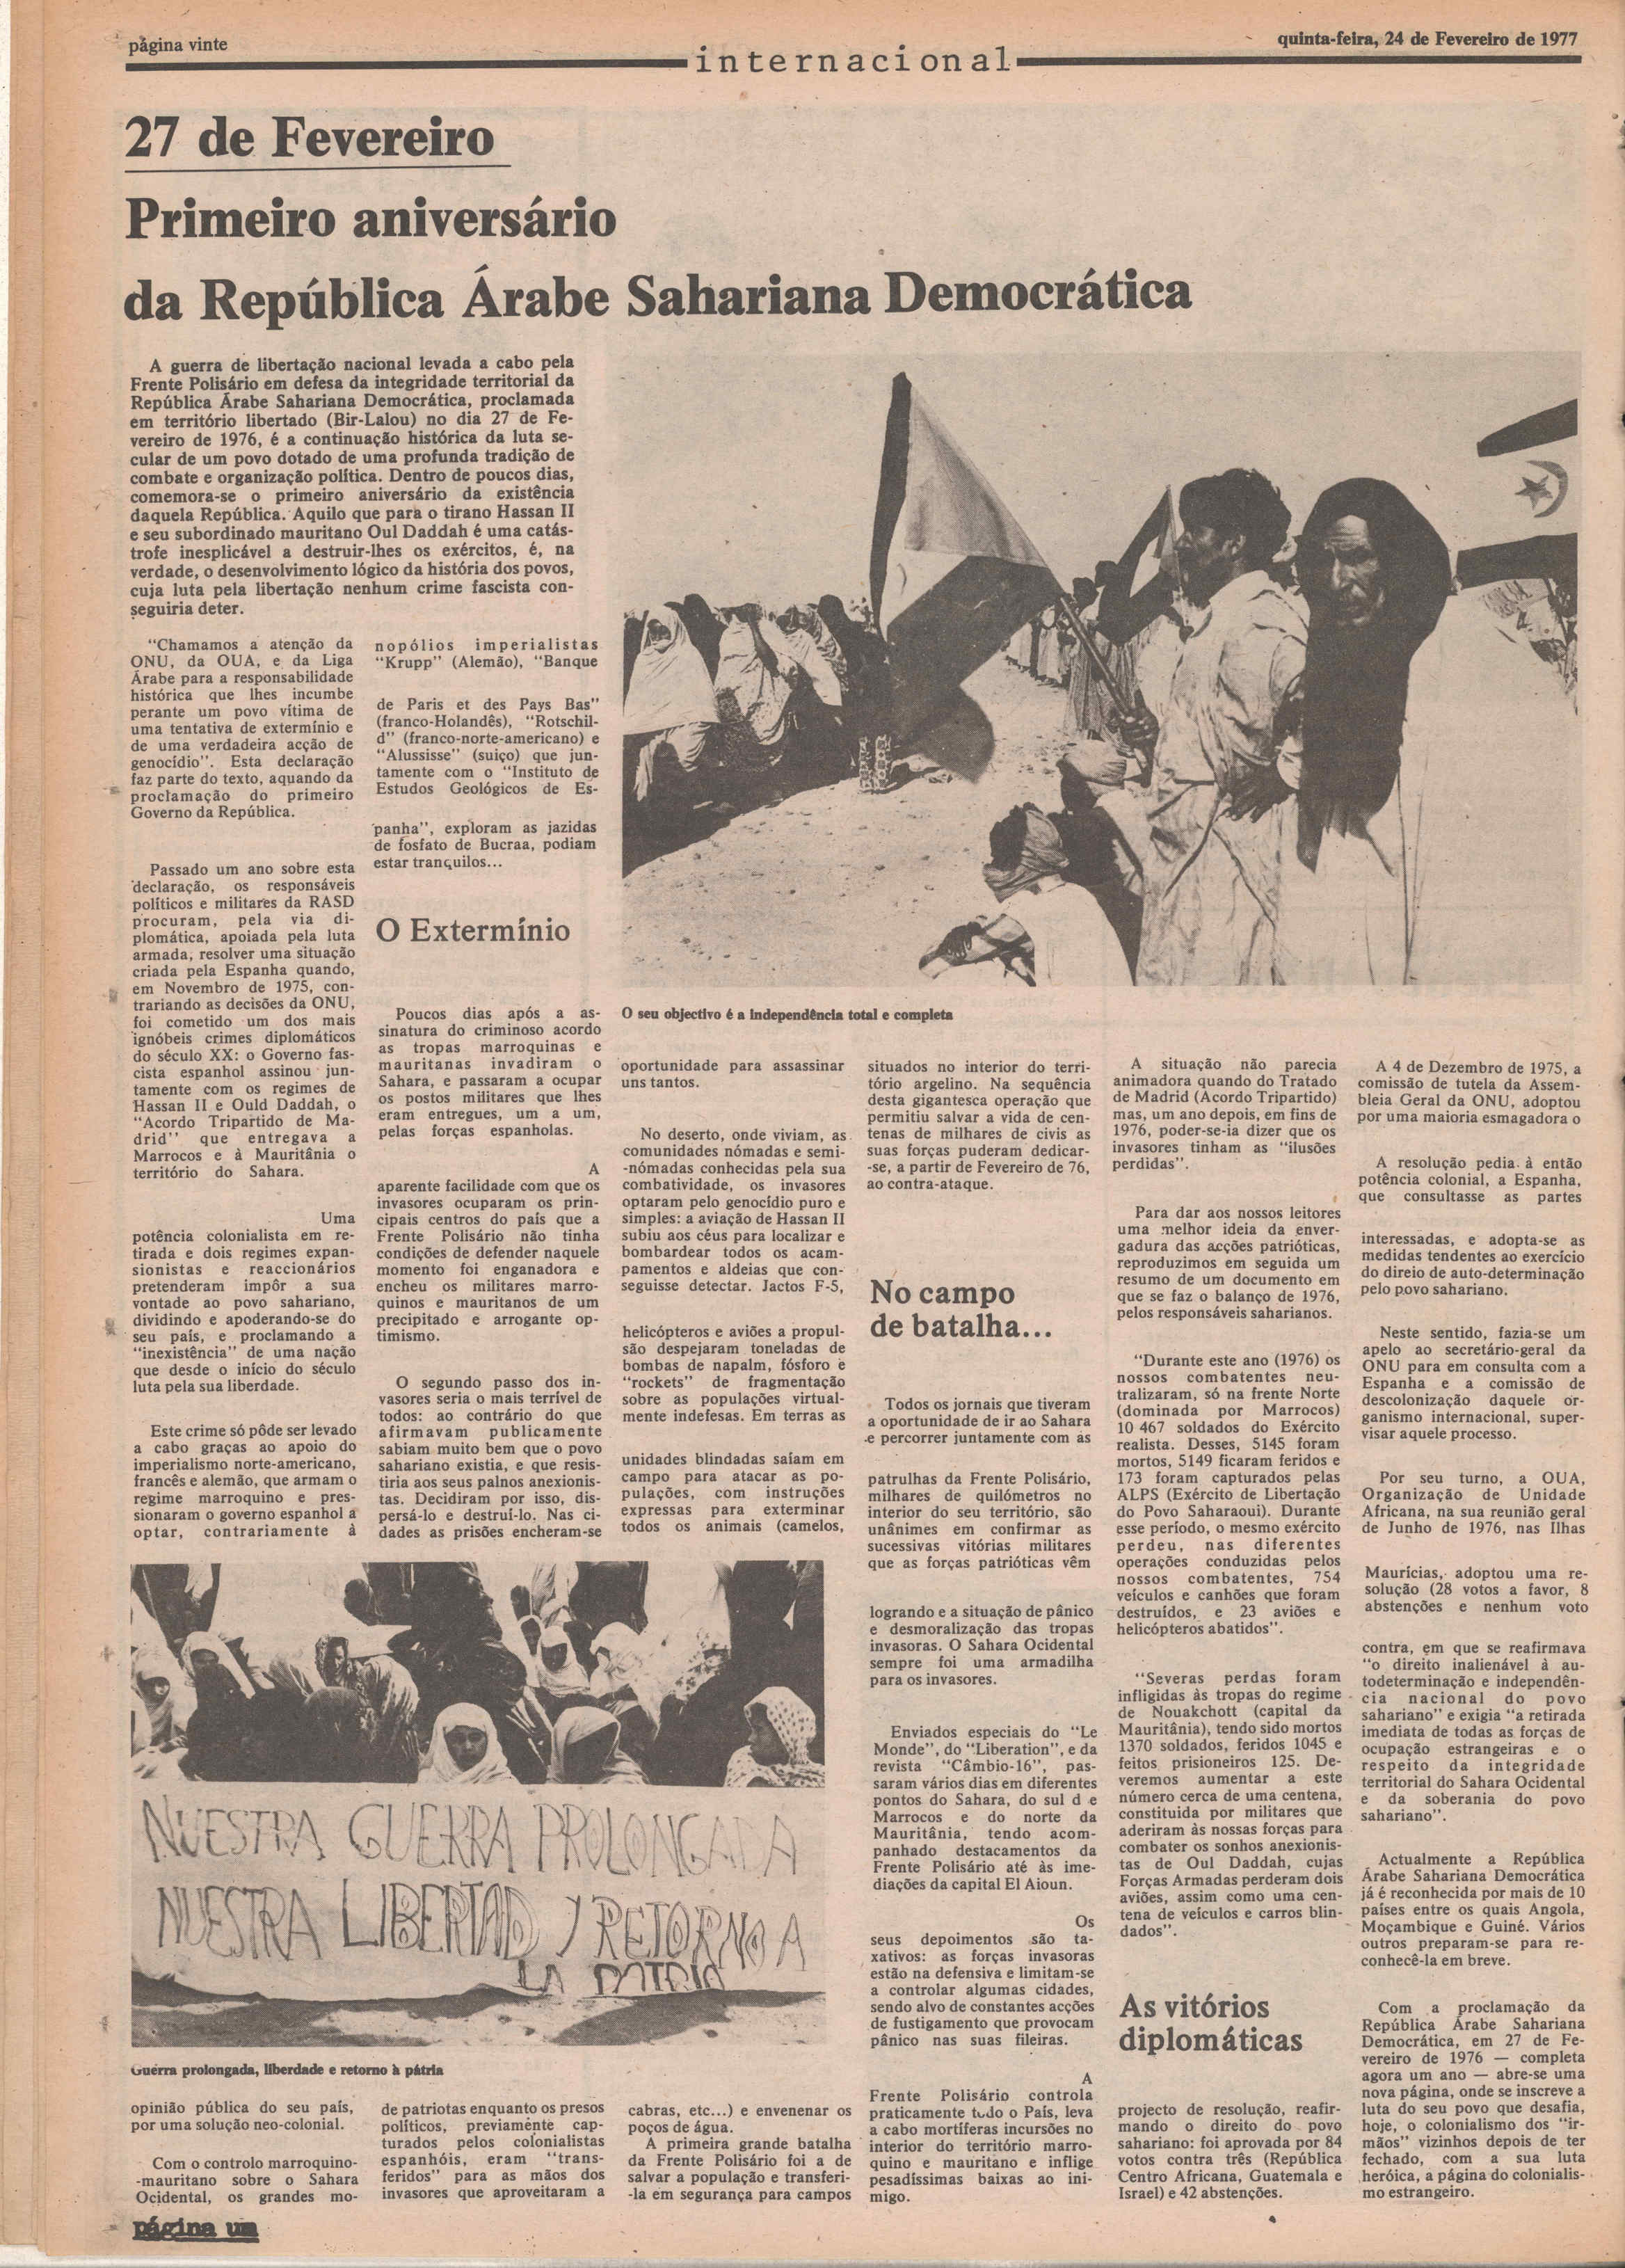 página vinte
internacional
quinta-feira, 24 de Fevereiro de 1977
27 de Fevereiro
Primeiro aniversário
da República Árabe Sahariana Democrática
A guerra de libertação nacional levada a cabo pela
Frente Polisário em defesa da integridade territorial da
República Árabe Sahariana Democrática, proclamada
em território libertado (Bir-Lalou) no dia 27 de Fe-
vereiro de 1976, é a continuação histórica da luta se-
cular de um povo dotado de uma profunda tradição de
combate e organização política. Dentro de poucos dias,
comemora-se o primeiro aniversário da existência
daquela República. Aquilo que para o tirano Hassan II
e seu subordinado mauritano Oul Daddah é uma catás-
trofe inesplicável a destruir-lhes os exércitos, é, na
verdade, o desenvolvimento lógico da história dos povos,
cuja luta pela libertação nenhum crime fascista con-
seguiria deter.
"Chamamos a atenção da
ONU, da OUA, e da Liga
Árabe para a responsabilidade
histórica que lhes incumbe
perante um povo vítima de
uma tentativa de extermínio e
de uma verdadeira acção de
genocídio". Esta declaração
faz parte do texto, aquando da
proclamação do primeiro
Governo da República.
Passado um ano sobre esta
declaração, os responsáveis
políticos e militares da RASD
procuram, pela via di-
plomática, apoiada pela luta
armada, resolver uma situação
criada pela Espanha quando,
em Novembro de 1975, con-
trariando as decisões da ONU,
foi cometido um dos mais
ignóbeis crimes diplomáticos
do século XX: o Governo fas-
cista espanhol assinou jun-
tamente com os regimes de
Hassan II e Ould Daddah, o
"Acordo Tripartido de Ma-
drid" que entregava a
Marrocos e à Mauritânia o
território do Sahara.
Uma
potência colonialista em re-
tirada e dois regimes expan-
sionistas e reaccionários
pretenderam impôr a sua
vontade ao povo sahariano,
dividindo e apoderando-se do
seu país, e proclamando a
"inexistência" de uma nação
que desde o início do século
luta pela sua liberdade.
Este crime só pôde ser levado
a cabo graças ao apoio do
imperialismo norte-americano,
francês e alemão, que armam o
regime marroquino e pres-
sionaram o governo espanhol a
optar, contrariamente à
nopólios imperialistas
"Krupp" (Alemão), "Banque
de Paris et des Pays Bas"
(franco-Holandês), "Rotschil-
d" (franco-norte-americano) e
"Alussisse" (suiço) que jun-
tamente com o "Instituto de
Estudos Geológicos de Es-
panha", exploram as jazidas
de fosfato de Bucraa, podiam
estar tranquilos...
O Extermínio
Poucos dias após a as-
sinatura do criminoso acordo
as tropas marroquinas e
mauritanas invadiram o
Sahara, e passaram a ocupar
os postos militares que lhes
eram entregues, um a um,
pelas forças espanholas.
A
aparente facilidade com que os
invasores ocuparam os prin-
cipais centros do país que a
Frente Polisário não tinha
condições de defender naquele
momento foi enganadora e
encheu os militares marro-
quinos e mauritanos de um
precipitado e arrogante op-
timismo.
O segundo passo dos in-
vasores seria o mais terrível de
todos: ao contrário do que
afirmavam publicamente
sabiam muito bem que o povo
sahariano existia, e que resis-
tiria aos seus palnos anexionis-
tas. Decidiram por isso, dis-
persá-lo e destruí-lo. Nas ci-
dades as prisões encheram-se
O seu objectivo é a independência total e completa
oportunidade para assassinar
uns tantos.
No deserto, onde viviam, as
comunidades nómadas e semi-
-nómadas conhecidas pela sua
combatividade, os invasores
optaram pelo genocídio puro e
simples: a aviação de Hassan II
subiu aos céus para localizar e
bombardear todos os acam-
pamentos e aldeias que con-
seguisse detectar. Jactos F-5,
helicópteros e aviões a propul-
são despejaram toneladas de
bombas de napalm, fósforo e
"rockets" de fragmentação
sobre as populações virtual-
mente indefesas. Em terras as
unidades blindadas saíam em
campo para atacar as po-
pulações, com instruções
expressas para exterminar
todos os animais (camelos,
situados no interior do terri-
tório argelino. Na sequência
desta gigantesca operação que
permitiu salvar a vida de cen-
tenas de milhares de civis as
suas forças puderam dedicar-
-se, a partir de Fevereiro de 76,
ao contra-ataque.
No campo
de batalha...
Todos os jornais que tiveram
a oportunidade de ir ao Sahara
e percorrer juntamente com as
patrulhas da Frente Polisário,
milhares de quilómetros no
interior do seu território, são
unânimes em confirmar as
sucessivas vitórias militares
que as forças patrióticas vêm
logrando e a situação de pânico
e desmoralização das tropas
invasoras. O Sahara Ocidental
sempre foi uma armadilha
para os invasores.
Enviados especiais do "Le
Monde", do "Liberation", e da
revista "Câmbio-16", pas-
saram vários dias em diferentes
pontos do Sahara, do sul d e
Marrocos e do norte da
Mauritânia, tendo acom-
panhado destacamentos da
Frente Polisário até às ime-
diações da capital El Aioun.
Os
seus depoimentos são ta-
xativos: as forças invasoras
estão na defensiva e limitam-se
a controlar algumas cidades,
sendo alvo de constantes acções
de fustigamento que provocam
pânico nas suas fileiras.
A
Frente Polisário controla
praticamente tudo o País, leva
a cabo mortíferas incursões no
interior do território marro-
quino e mauritano e inflige
pesadíssimas baixas ao ini-
migo.
A situação não parecia
animadora quando do Tratado
de Madrid (Acordo Tripartido)
mas, um ano depois, em fins de
1976, poder-se-ia dizer que os
invasores tinham as "ilusões
perdidas".
Para dar aos nossos leitores
uma melhor ideia da enver-
gadura das acções patrióticas,
reproduzimos em seguida um
resumo de um documento em
que se faz o balanço de 1976,
pelos responsáveis saharianos.
"Durante este ano (1976) os
nossos combatentes neu-
tralizaram, só na frente Norte
(dominada por Marrocos)
10 467 soldados do Exército
realista. Desses, 5145 foram
mortos, 5149 ficaram feridos e
173 foram capturados pelas
ALPS (Exército de Libertação
do Povo Saharaoui). Durante
esse período, o mesmo exército
perdeu, nas diferentes
operações conduzidas pelos
nossos combatentes, 754
veículos e canhões que foram
destruídos, e 23 aviões e
helicópteros abatidos".
"Severas perdas foram
infligidas às tropas do regime
de Nouakchott (capital da
Mauritânia), tendo sido mortos
1370 soldados, feridos 1045 e
feitos prisioneiros 125. De-
veremos aumentar a este
número cerca de uma centena,
constituida por militares que
aderiram às nossas forças para
combater os sonhos anexionis-
tas de Oul Daddah, cujas
Forças Armadas perderam dois
aviões, assim como uma cen-
tena de veículos e carros blin-
dados".
As vitórios
diplomáticas
projecto de resolução, reafir-
mando o direito do povo
sahariano: foi aprovada por 84
votos contra três (República
Centro Africana, Guatemala e
Israel) e 42 abstenções.
A 4 de Dezembro de 1975, a
comissão de tutela da Assem-
bleia Geral da ONU, adoptou
por uma maioria esmagadora o
A resolução pedia à então
potência colonial, a Espanha,
que consultasse as partes
interessadas, e adopta-se as
medidas tendentes ao exercício
do direio de auto-determinação
pelo povo sahariano.
Neste sentido, fazia-se um
apelo ao secretário-geral da
ONU para em consulta com a
Espanha e a comissão de
descolonização daquele or-
ganismo internacional, super-
visar aquele processo.
Por seu turno, a OUA,
Organização de Unidade
Africana, na sua reunião geral
de Junho de 1976, nas Ilhas
Maurícias, adoptou uma re-
solução (28 votos a favor, 8
abstenções e nenhum voto
contra, em que se reafirmava
"o direito inalienável à au-
todeterminação e independên-
cia nacional do povo
sahariano" e exigia "a retirada
imediata de todas as forças de
ocupação estrangeiras e o
respeito da integridade
territorial do Sahara Ocidental
e da soberania do povo
sahariano".
Actualmente a República
Árabe Sahariana Democrática
já é reconhecida por mais de 10
países entre os quais Angola,
Moçambique e Guiné. Vários
outros preparam-se para re-
conhecê-la em breve.
Com a proclamação da
República Árabe Sahariana
Democrática, em 27 de Fe-
vereiro de 1976 — completa
agora um ano — abre-se uma
nova página, onde se inscreve a
luta do seu povo que desafia,
hoje, o colonialismo dos "ir-
mãos" vizinhos depois de ter
fechado, com a sua luta
heróica, a página do colonialis-
mo estrangeiro.
NUESTRA GUERRA PROLONGADA
NUESTRA LIBERTAD Y RETORNO A
LA PATRIA
Guerra prolongada, liberdade e retorno à pátria
opinião pública do seu país,
por uma solução neo-colonial.
Com o controlo marroquino-
-mauritano sobre o Sahara
Ocidental, os grandes mo-
de patriotas enquanto os presos
políticos, previamente cap-
turados pelos colonialistas
espanhóis, eram "trans-
feridos" para as mãos dos
invasores que aproveitaram a
cabras, etc...) e envenenar os
poços de água.
A primeira grande batalha
da Frente Polisário foi a de
salvar a população e transferi-
-la em segurança para campos
página um